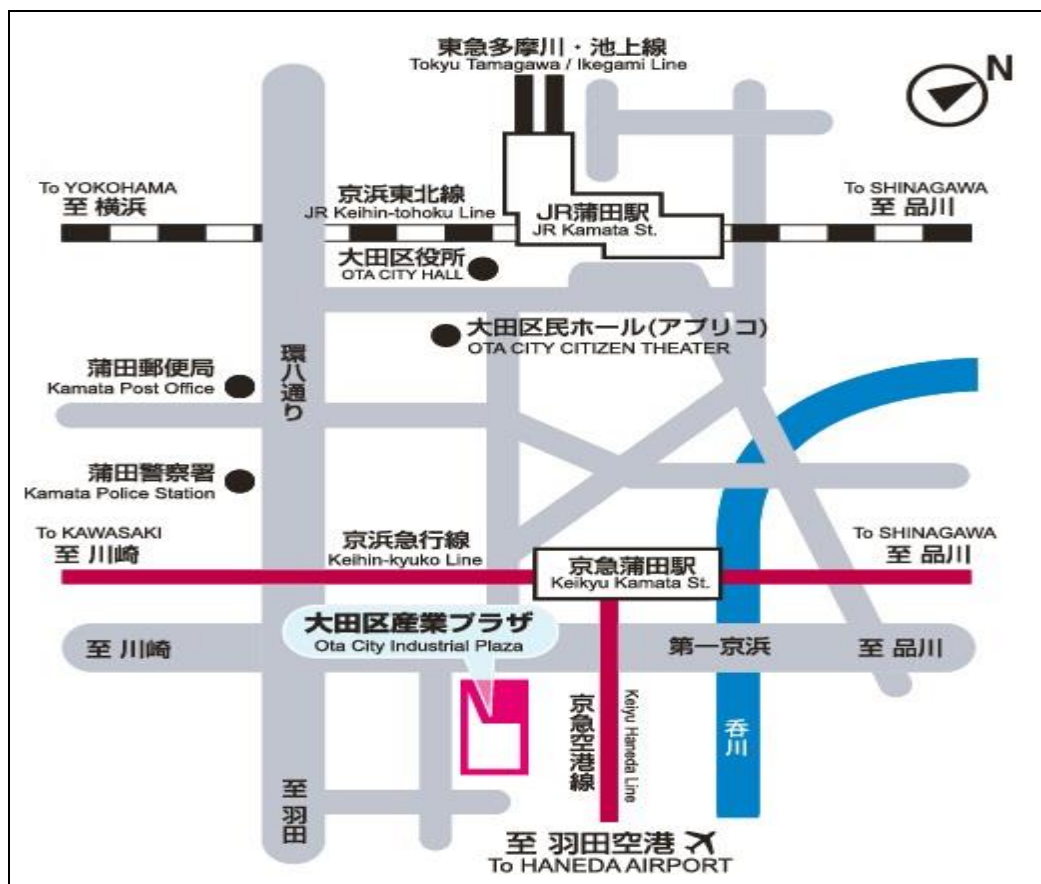 東急多摩川・池上線
Tokyu Tamagawa / Ikegami Line
N
To YOKOHAMA
至 横浜
京浜東北線
JR Keihin-tohoku Line
JR蒲田駅
JR Kamata St.
To SHINAGAWA
至 品川
大田区役所
OTA CITY HALL
大田区民ホール(アプリコ)
OTA CITY CITIZEN THEATER
環八通り
蒲田郵便局
Kamata Post Office
蒲田警察署
Kamata Police Station
To KAWASAKI
至 川崎
京浜急行線
Keihin-kyuko Line
京急蒲田駅
Keikyu Kamata St.
To SHINAGAWA
至 品川
至 川崎
大田区産業プラザ
Ota City Industrial Plaza
第一京浜
至 品川
京急空港線
Keiyu Haneda Line
呑川
至 羽田
至 羽田空港
To HANEDA AIRPORT